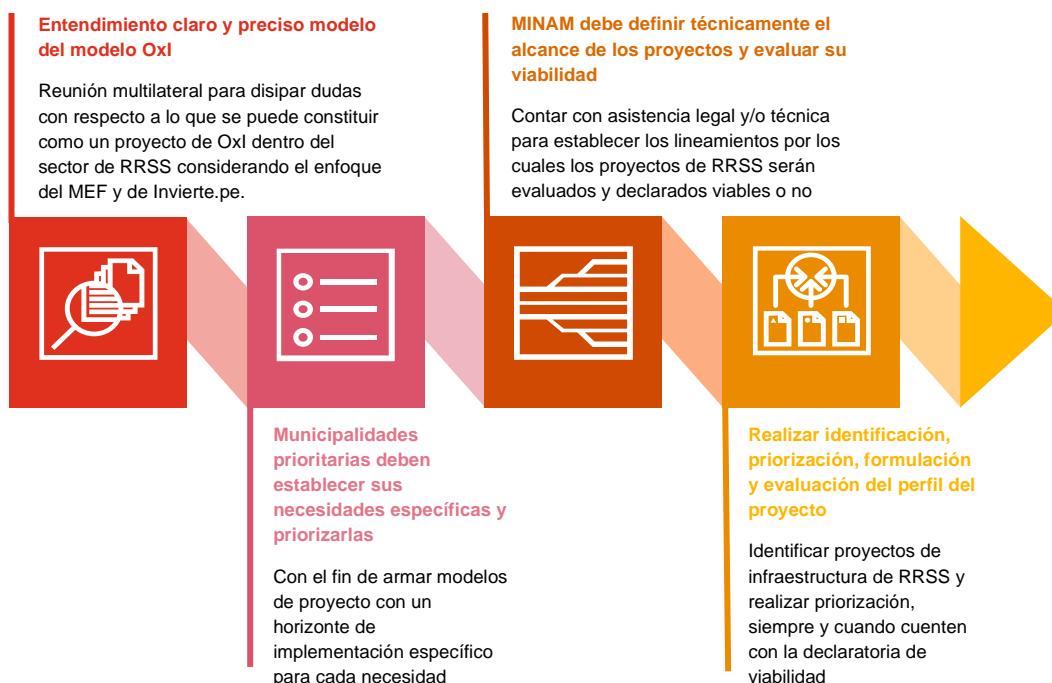 Entendimiento claro y preciso modelo
del modelo OxI
Reunión multilateral para disipar dudas
con respecto a lo que se puede constituir
como un proyecto de OxI dentro del
sector de RRSS considerando el enfoque
del MEF y de Invierte.pe.
Municipalidades
prioritarias deben
establecer sus
necesidades específicas y
priorizarlas
Con el fin de armar modelos
de proyecto con un
horizonte de
implementación específico
para cada necesidad
MINAM debe definir técnicamente el
alcance de los proyectos y evaluar su
viabilidad
Contar con asistencia legal y/o técnica
para establecer los lineamientos por los
cuales los proyectos de RRSS serán
evaluados y declarados viables o no
Realizar identificación,
priorización, formulación
y evaluación del perfil del
proyecto
Identificar proyectos de
infraestructura de RRSS y
realizar priorización,
siempre y cuando cuenten
con la declaratoria de
viabilidad